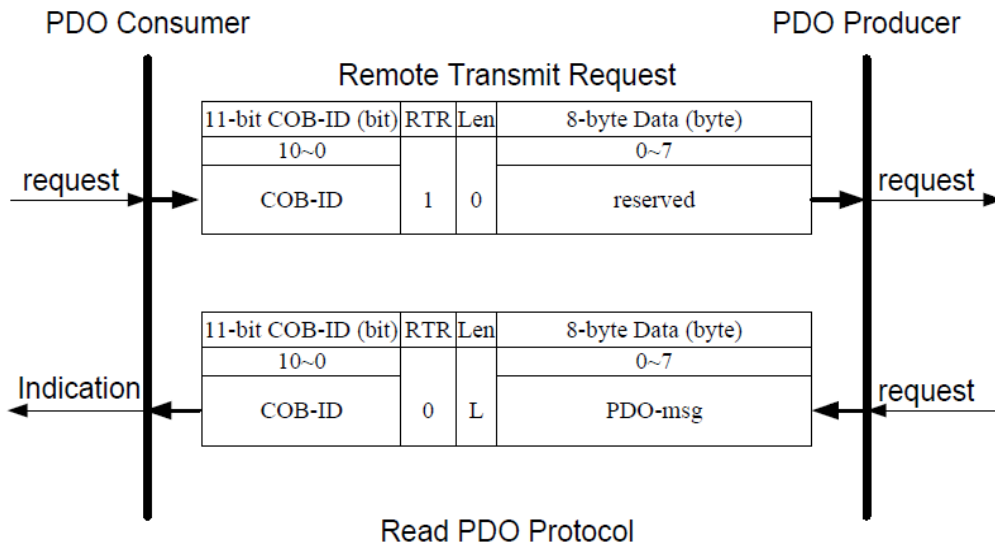 PDO Consumer
PDO Producer
Remote Transmit Request
11-bit COB-ID (bit) RTR Len 8-byte Data (byte)
10~0 0~7
request COB-ID 1 0 reserved request
11-bit COB-ID (bit) RTR Len 8-byte Data (byte)
10~0 0~7
Indication COB-ID 0 L PDO-msg request
Read PDO Protocol